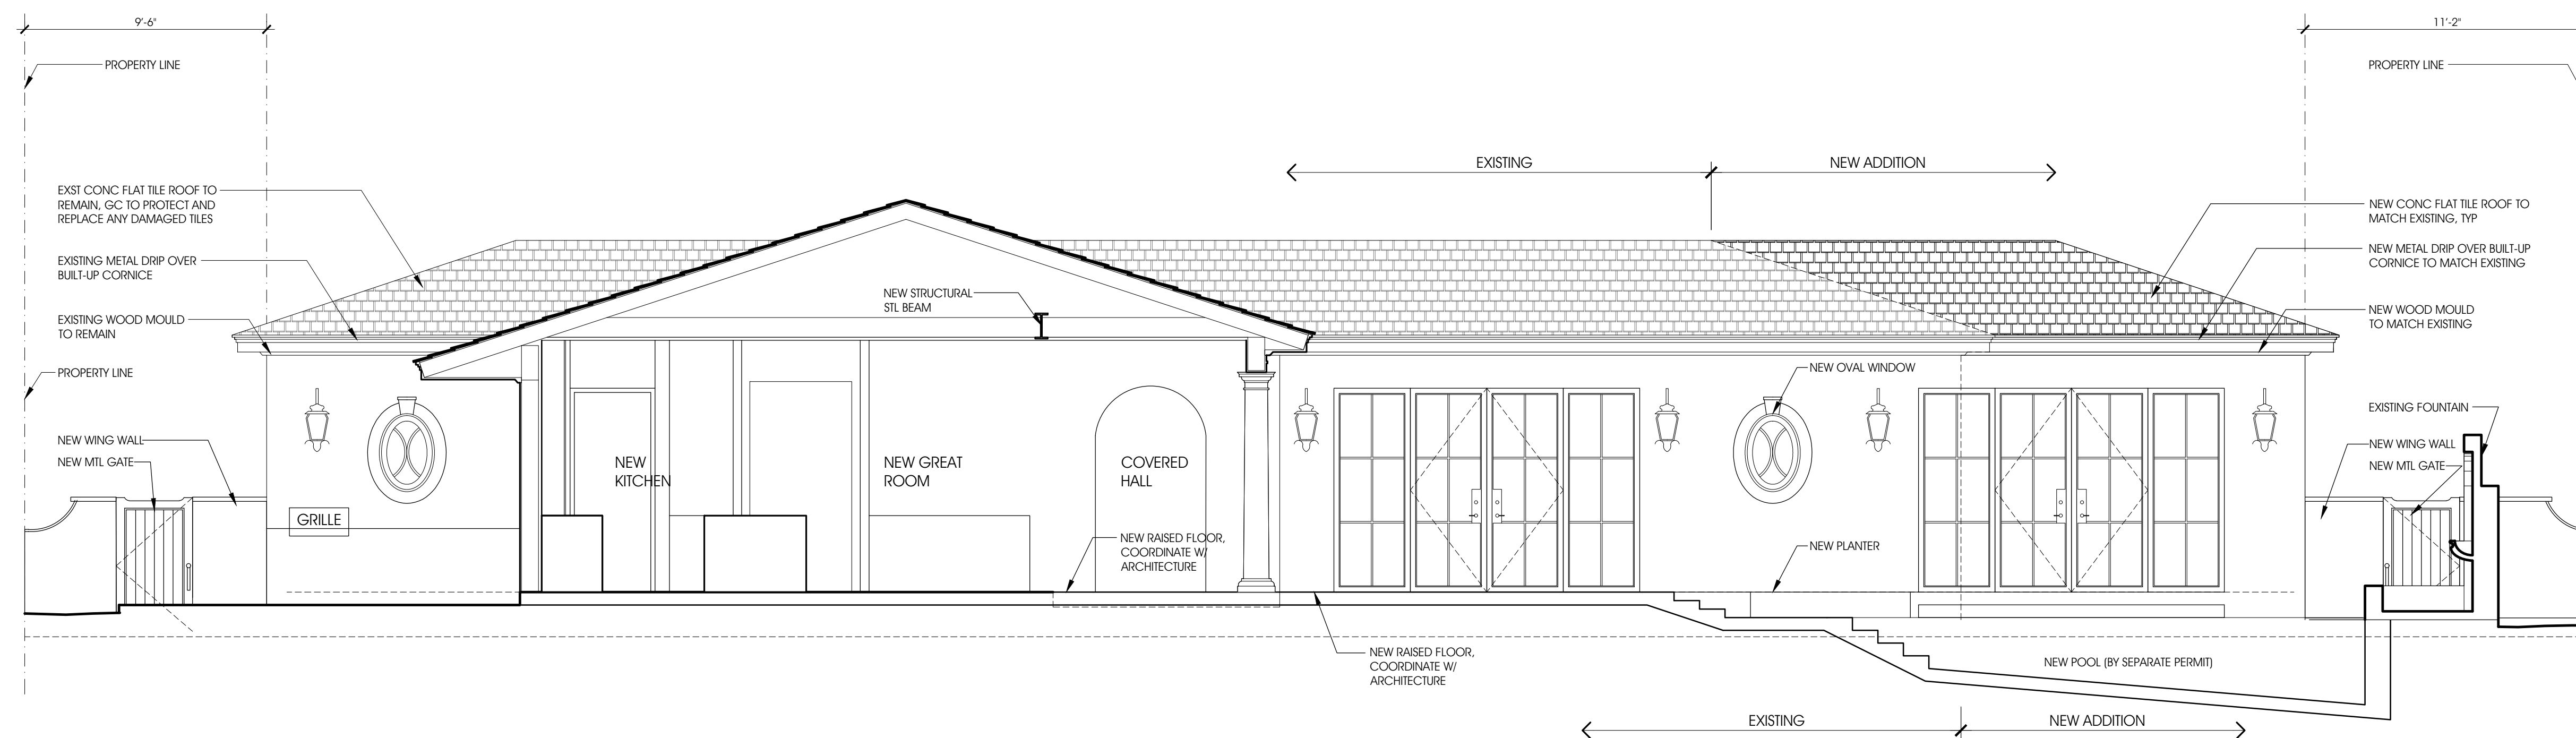 9'-6"
11'-2"
PROPERTY LINE
PROPERTY LINE
EXISTING
NEW ADDITION
EXST CONC FLAT TILE ROOF TO
REMAIN, GC TO PROTECT AND
REPLACE ANY DAMAGED TILES
NEW CONC FLAT TILE ROOF TO
MATCH EXISTING, TYP
EXISTING METAL DRIP OVER
BUILT-UP CORNICE
NEW METAL DRIP OVER BUILT-UP
CORNICE TO MATCH EXISTING
NEW STRUCTURAL
STL BEAM
EXISTING WOOD MOULD
TO REMAIN
NEW WOOD MOULD
TO MATCH EXISTING
PROPERTY LINE
NEW OVAL WINDOW
EXISTING FOUNTAIN
NEW WING WALL
NEW MTL GATE
NEW WING WALL
NEW MTL GATE
NEW
KITCHEN
NEW GREAT
ROOM
COVERED
HALL
GRILLE
NEW RAISED FLOOR,
COORDINATE W/
ARCHITECTURE
NEW PLANTER
NEW RAISED FLOOR,
COORDINATE W/
ARCHITECTURE
NEW POOL (BY SEPARATE PERMIT)
EXISTING
NEW ADDITION